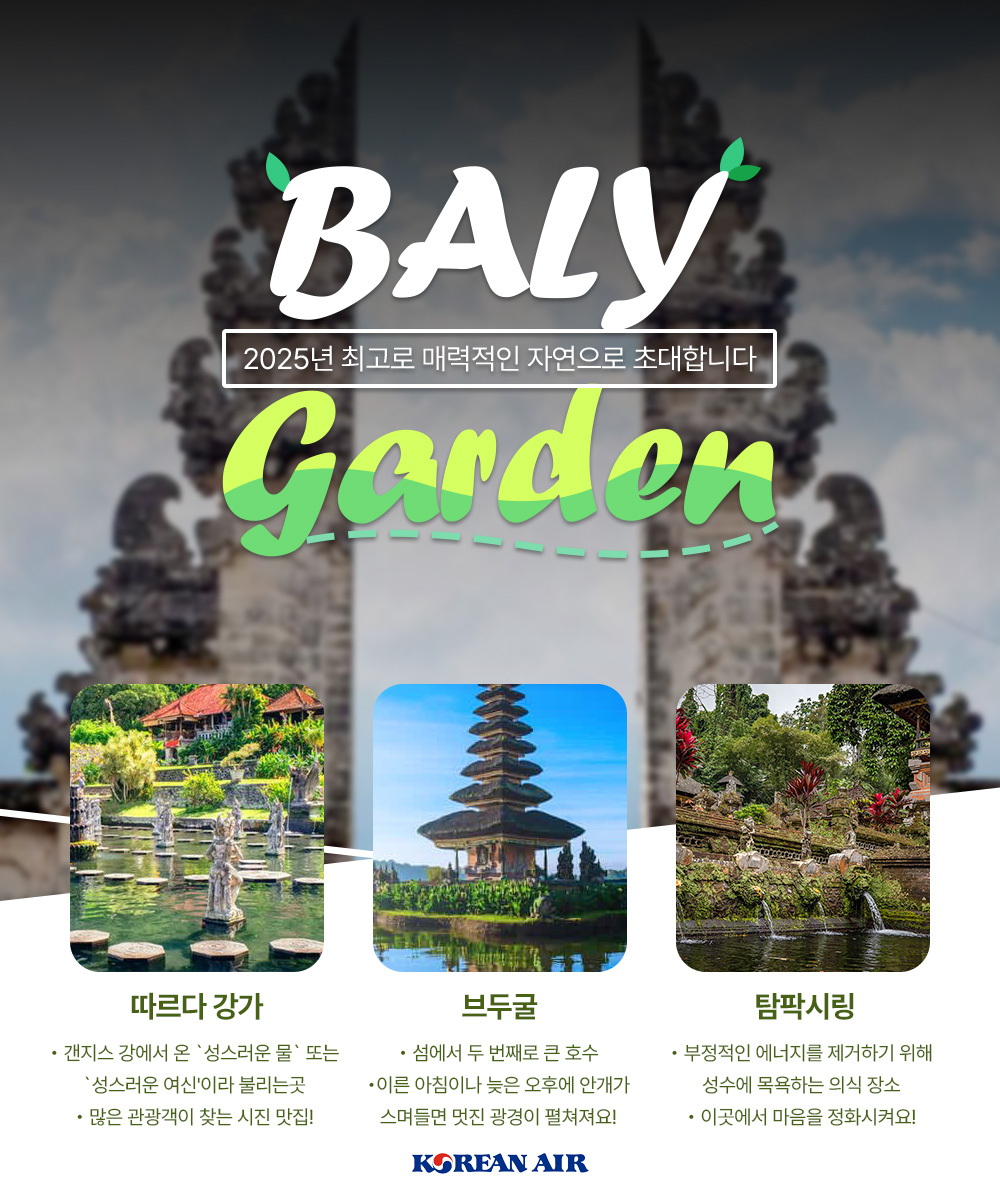 BALY
2025년 최고로 매력적인 자연으로 초대합니다
Garden
따르다 강가
• 갠지스 강에서 온 `성스러운 물` 또는
`성스러운 여신'이라 불리는곳
• 많은 관광객이 찾는 시진 맛집!
브두굴
• 섬에서 두 번째로 큰 호수
•이른 아침이나 늦은 오후에 안개가
스며들면 멋진 광경이 펼쳐져요!
탐팍시링
• 부정적인 에너지를 제거하기 위해
성수에 목욕하는 의식 장소
• 이곳에서 마음을 정화시켜요!
KOREAN AIR